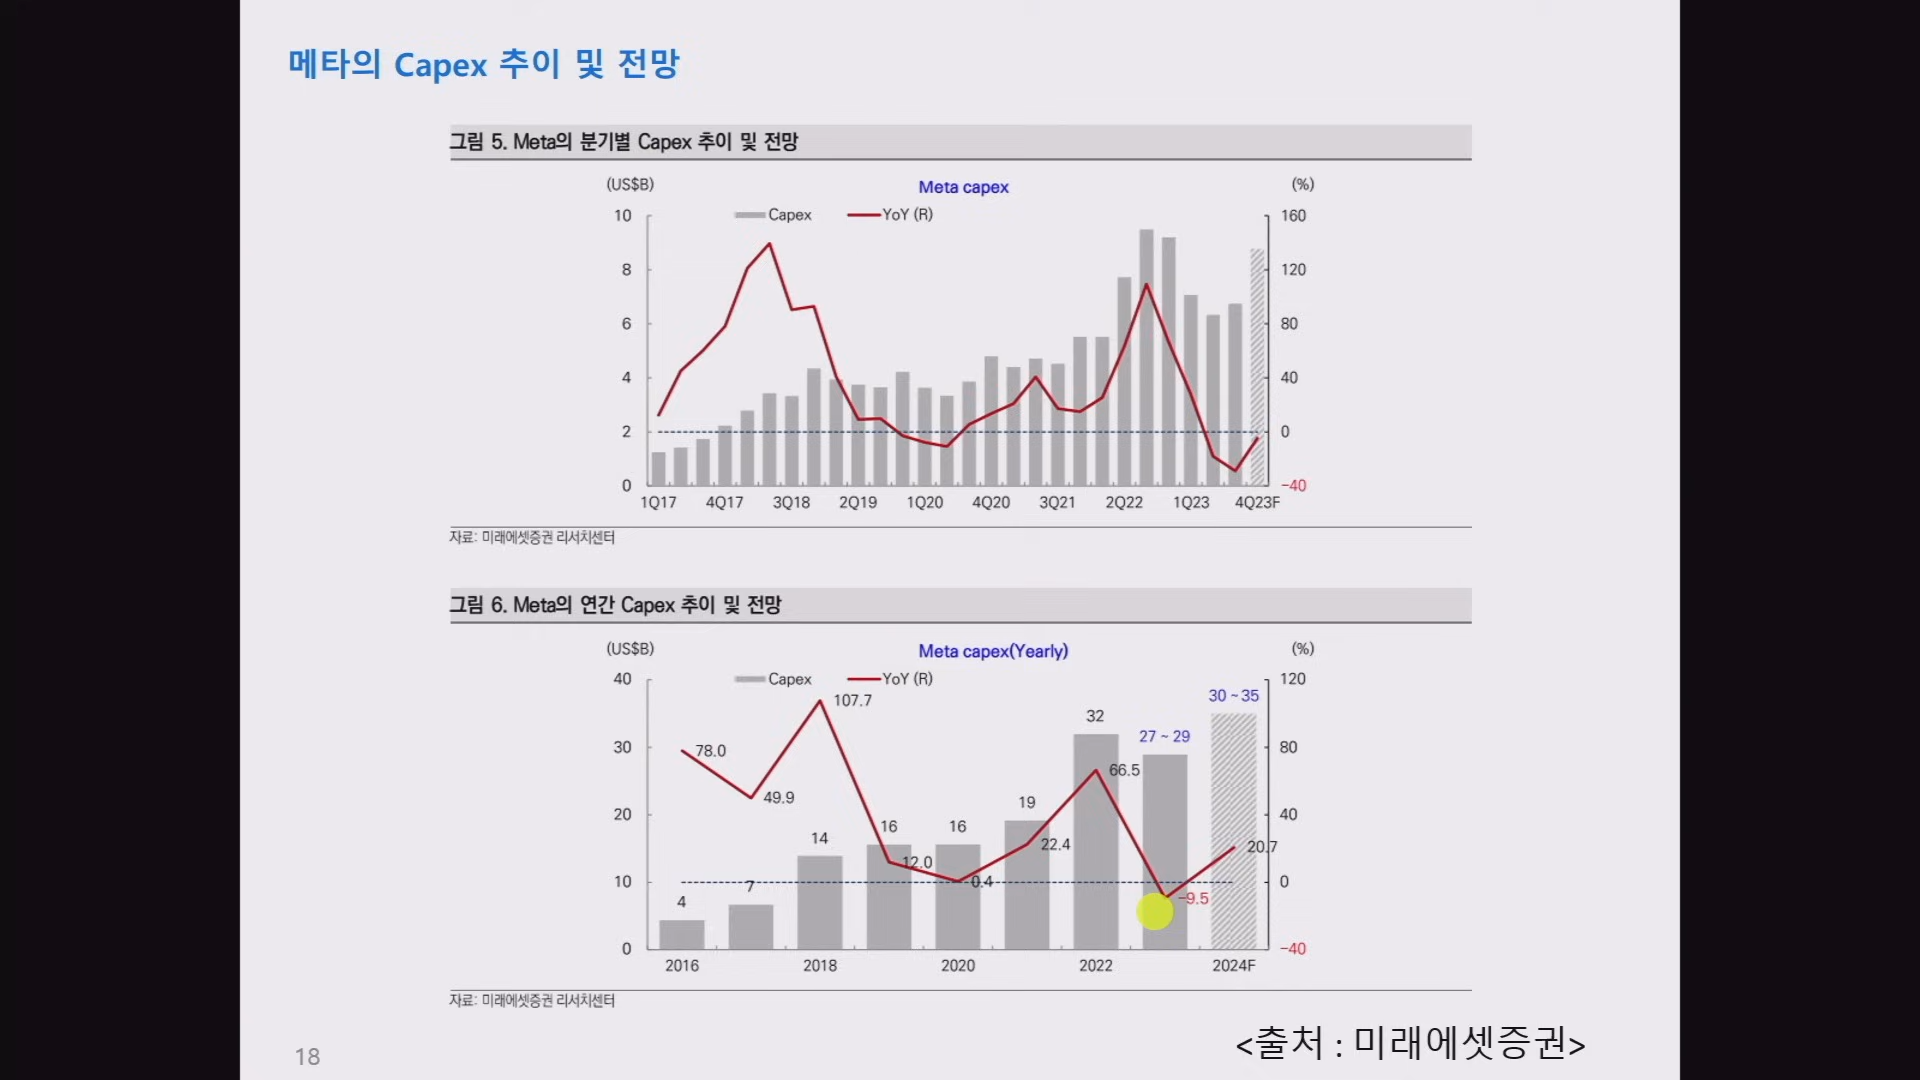 메타의 Capex 추이 및 전망
그림 5. Meta의 분기별 Capex 추이 및 전망
(US$B) Meta capex (%)
Capex YoY (R)
10 160
8 120
6 80
4 40
2 0
0 -40
1Q17 4Q17 3Q18 2Q19 1Q20 4Q20 3Q21 2Q22 1Q23 4Q23F
자료: 미래에셋증권 리서치센터
그림 6. Meta의 연간 Capex 추이 및 전망
(US$B) Meta capex(Yearly) (%)
Capex YoY (R)
40 120
30 ~ 35
107.7
32
27 ~ 29
30 78.0 80
66.5
49.9
19
20 40
16 16
14
22.4 20.7
12.0
10 7 0.4 0
4 -9.5
0 -40
2016 2018 2020 2022 2024F
자료: 미래에셋증권 리서치센터
<출처 : 미래에셋증권>
18